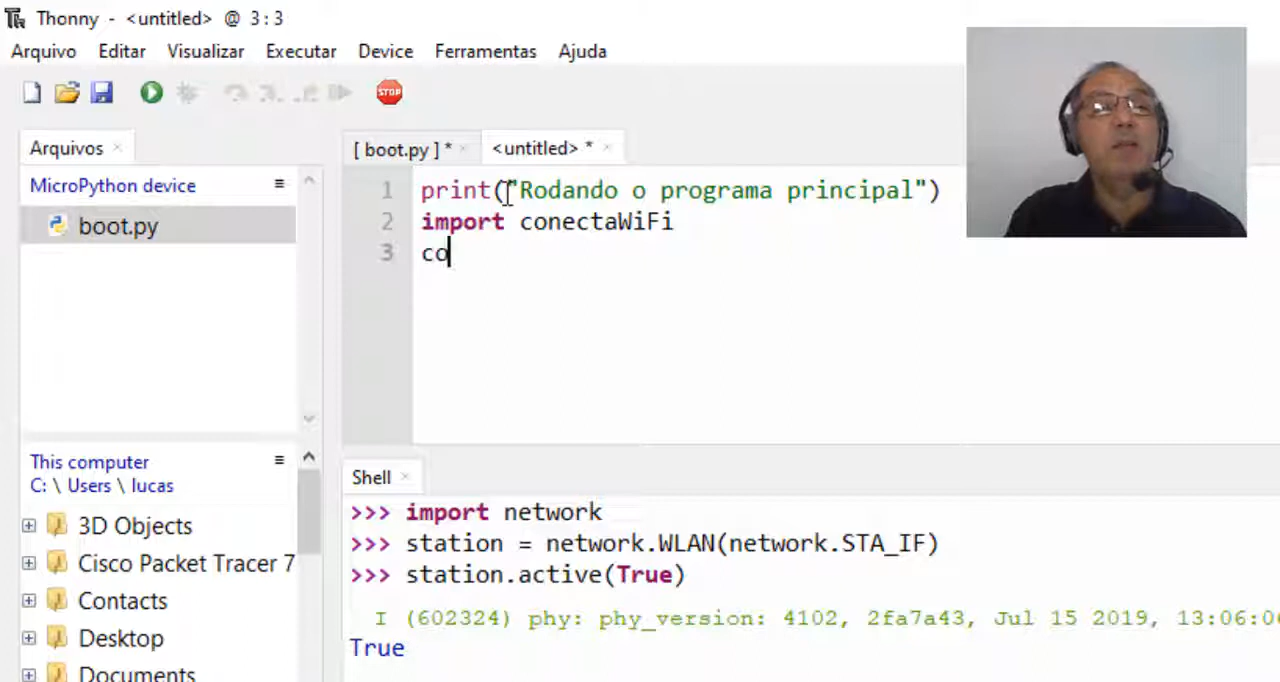 Thonny - <untitled> @ 3:3
Arquivo Editar Visualizar Executar Device Ferramentas Ajuda
STOP
Arquivos
MicroPython device
boot.py
This computer
C: \ Users \ lucas
3D Objects
Cisco Packet Tracer 7
Contacts
Desktop
Documents
[ boot.py ] * <untitled> *
1 print("Rodando o programa principal")
2 import conectaWiFi
3 co
Shell
>>> import network
>>> station = network.WLAN(network.STA_IF)
>>> station.active(True)
I (602324) phy: phy_version: 4102, 2fa7a43, Jul 15 2019, 13:06:0
True